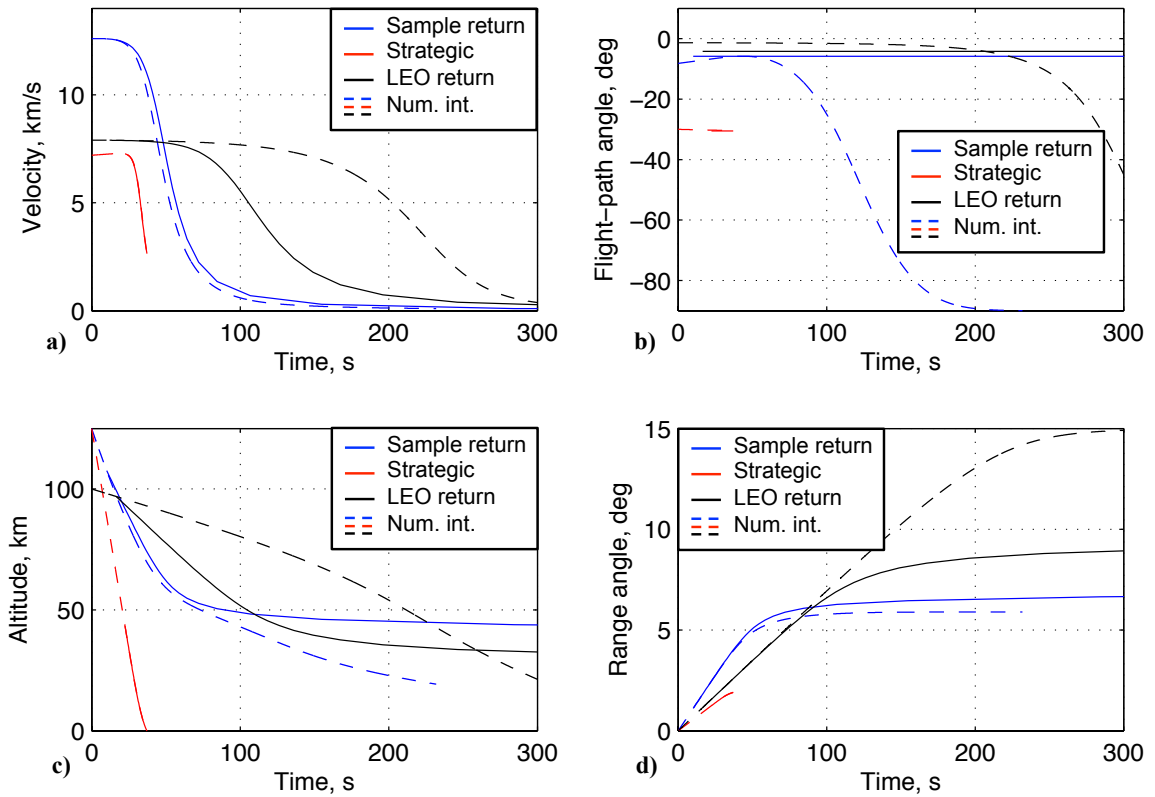 Velocity, km/s
10
5
0
0
100
200
300
Time, s
a)
Sample return
Strategic
LEO return
Num. int.
Flight−path angle, deg
0
−20
−40
−60
−80
0
100
200
300
Time, s
b)
Sample return
Strategic
LEO return
Num. int.
Altitude, km
100
50
0
0
100
200
300
Time, s
c)
Sample return
Strategic
LEO return
Num. int.
Range angle, deg
15
10
5
0
0
100
200
300
Time, s
d)
Sample return
Strategic
LEO return
Num. int.